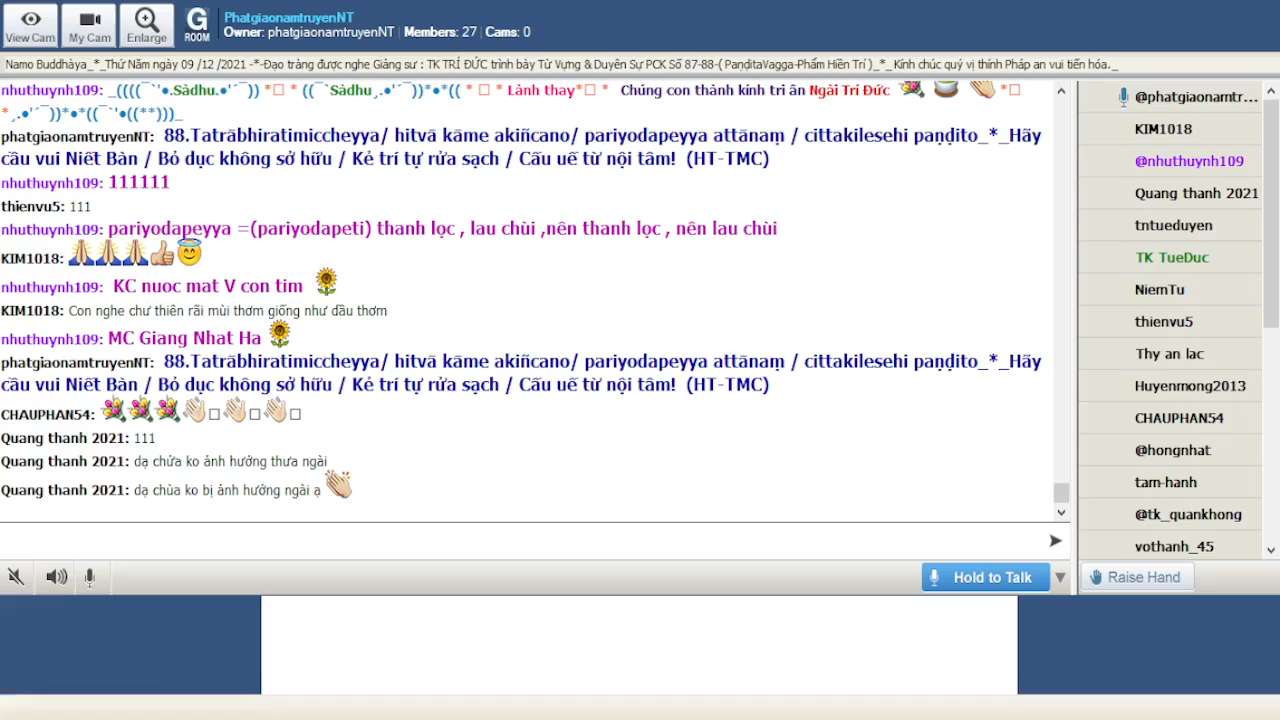 View Cam
My Cam
Enlarge
G
ROOM
PhatgiaonamtruyenNT
Owner: phatgiaonamtruyenNT | Members: 27 | Cams: 0
Namo Buddhàya_*_Thứ Năm ngày 09 /12 /2021 -*-Đạo tràng được nghe Giảng sư : TK TRÍ ĐỨC trình bày Từ Vựng & Duyên Sự PCK Số 87-88-( PaṇḍitaVagga-Phẩm Hiền Trí )_*_ Kính chúc quý vị thính Pháp an vui tiến hóa._
nhuthuynh109: _((((¯`'•.Sàdhu.•'´¯)) *□ * ((¯`Sàdhu¸.•'´¯))*•*(( * □ * Lành thay*□ * Chúng con thành kính tri ân Ngài Trí Đức *□
*¸.•'´¯))*•*((¯`'•((**)))_
phatgiaonamtruyenNT: 88.Tatrābhiratimiccheyya/ hitvā kāme akiñcano/ pariyodapeyya attānaṃ / cittakilesehi paṇḍito_*_Hãy
cầu vui Niết Bàn / Bỏ dục không sở hữu / Kẻ trí tự rửa sạch / Cấu uế từ nội tâm! (HT-TMC)
nhuthuynh109: 111111
thienvu5: 111
nhuthuynh109: pariyodapeyya =(pariyodapeti) thanh lọc , lau chùi ,nên thanh lọc , nên lau chùi
KIM1018:
nhuthuynh109: KC nuoc mat V con tim
KIM1018: Con nghe chư thiên rãi mùi thơm giống như dầu thơm
nhuthuynh109: MC Giang Nhat Ha
phatgiaonamtruyenNT: 88.Tatrābhiratimiccheyya/ hitvā kāme akiñcano/ pariyodapeyya attānaṃ / cittakilesehi paṇḍito_*_Hãy
cầu vui Niết Bàn / Bỏ dục không sở hữu / Kẻ trí tự rửa sạch / Cấu uế từ nội tâm! (HT-TMC)
CHAUPHAN54:
Quang thanh 2021: 111
Quang thanh 2021: dạ chửa ko ảnh hưởng thưa ngài
Quang thanh 2021: dạ chùa ko bị ảnh hưởng ngài ạ
@phatgiaonamtr...
KIM1018
@nhuthuynh109
Quang thanh 2021
tntueduyen
TK TueDuc
NiemTu
thienvu5
Thy an lac
Huyenmong2013
CHAUPHAN54
@hongnhat
tam-hanh
@tk_quankhong
vothanh_45
Hold to Talk
Raise Hand